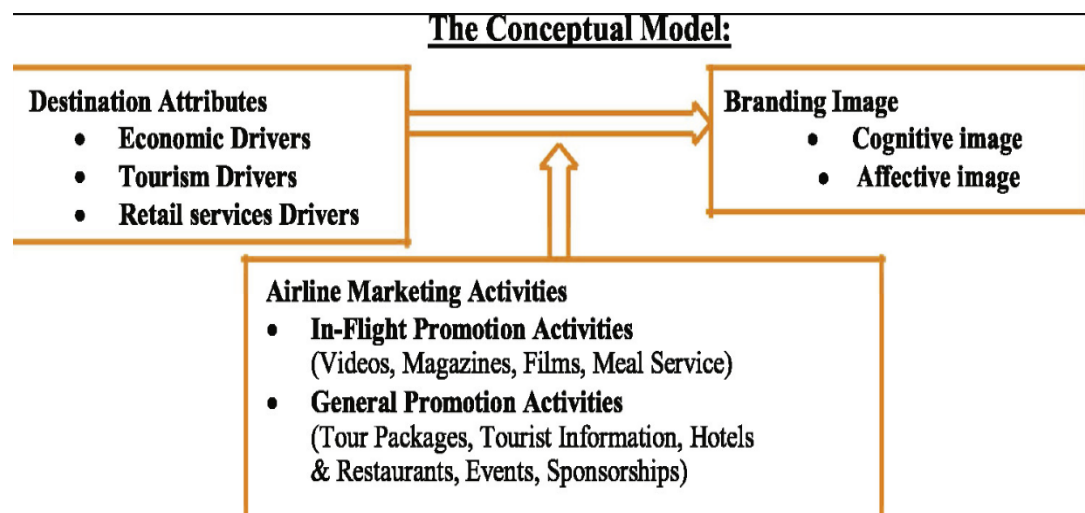 The Conceptual Model:
Destination Attributes
• Economic Drivers
• Tourism Drivers
• Retail services Drivers
Branding Image
• Cognitive image
• Affective image
Airline Marketing Activities
• In-Flight Promotion Activities
(Videos, Magazines, Films, Meal Service)
• General Promotion Activities
(Tour Packages, Tourist Information, Hotels
& Restaurants, Events, Sponsorships)